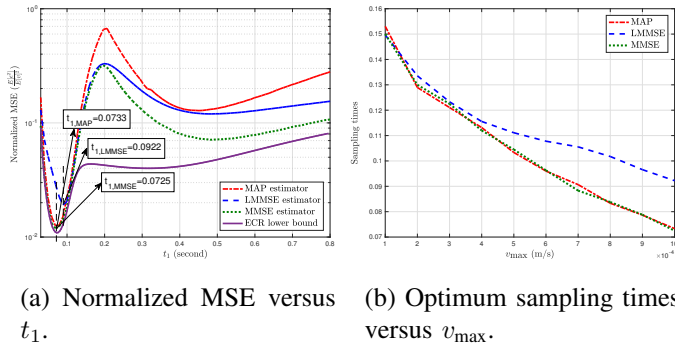 10⁰
10⁻¹
10⁻²
Normalized MSE
t1,MAP=0.0733
t1,LMMSE=0.0922
t1,MMSE=0.0725
MAP estimator
LMMSE estimator
MMSE estimator
ECR lower bound
0.1 0.2 0.3 0.4 0.5 0.6 0.7 0.8
t₁ (second)
(a) Normalized MSE versus
t₁.
0.16
0.15
0.14
0.13
0.12
0.11
0.1
0.09
0.08
0.07
Sampling times
MAP
LMMSE
MMSE
1 2 3 4 5 6 7 8 9 10
×10⁻⁴
vmax (m/s)
(b) Optimum sampling times
versus vmax.